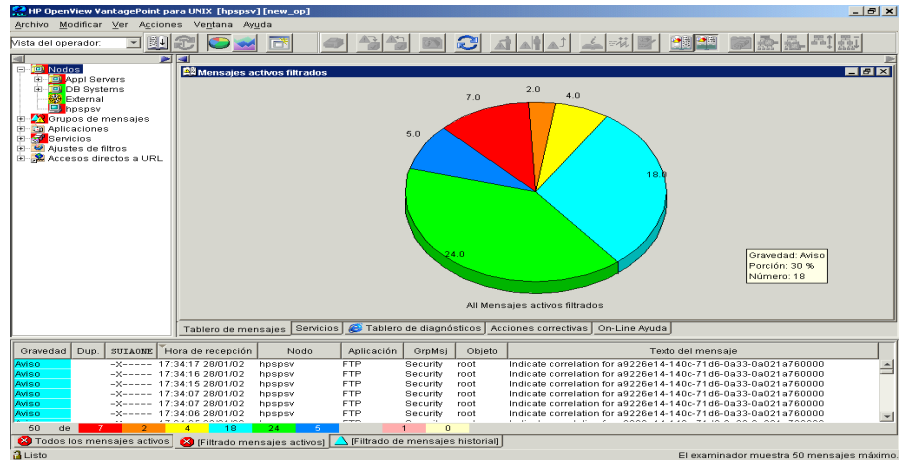 HP OpenView VantagePoint para UNIX [hpspsv] [new_op]
Archivo Modificar Ver Acciones Ventana Ayuda
Vista del operador:
Nodos
Appl Servers
DB Systems
External
hpspsv
Grupos de mensajes
Aplicaciones
Servicios
Ajustes de filtros
Accesos directos a URL
Mensajes activos filtrados
2.0
7.0
4.0
5.0
18.0
24.0
Gravedad: Aviso
Porción: 30 %
Número: 18
All Mensajes activos filtrados
Tablero de mensajes Servicios Tablero de diagnósticos Acciones correctivas On-Line Ayuda
Gravedad Dup. SUIAONE Hora de recepción Nodo Aplicación GrpMsj Objeto Texto del mensaje
Aviso -X----- 17:34:17 28/01/02 hpspsv FTP Security root Indicate correlation for a9226e14-140c-71d6-0a33-0a021a760000
Aviso -X----- 17:34:16 28/01/02 hpspsv FTP Security root Indicate correlation for a9226e14-140c-71d6-0a33-0a021a760000
Aviso -X----- 17:34:15 28/01/02 hpspsv FTP Security root Indicate correlation for a9226e14-140c-71d6-0a33-0a021a760000
Aviso -X----- 17:34:07 28/01/02 hpspsv FTP Security root Indicate correlation for a9226e14-140c-71d6-0a33-0a021a760000
Aviso -X----- 17:34:07 28/01/02 hpspsv FTP Security root Indicate correlation for a9226e14-140c-71d6-0a33-0a021a760000
Aviso -X----- 17:34:06 28/01/02 hpspsv FTP Security root Indicate correlation for a9226e14-140c-71d6-0a33-0a021a760000
50 de 7 2 4 18 24 5 1 0
Todos los mensajes activos [Filtrado mensajes activos] [Filtrado de mensajes historial]
Listo El examinador muestra 50 mensajes máximo.